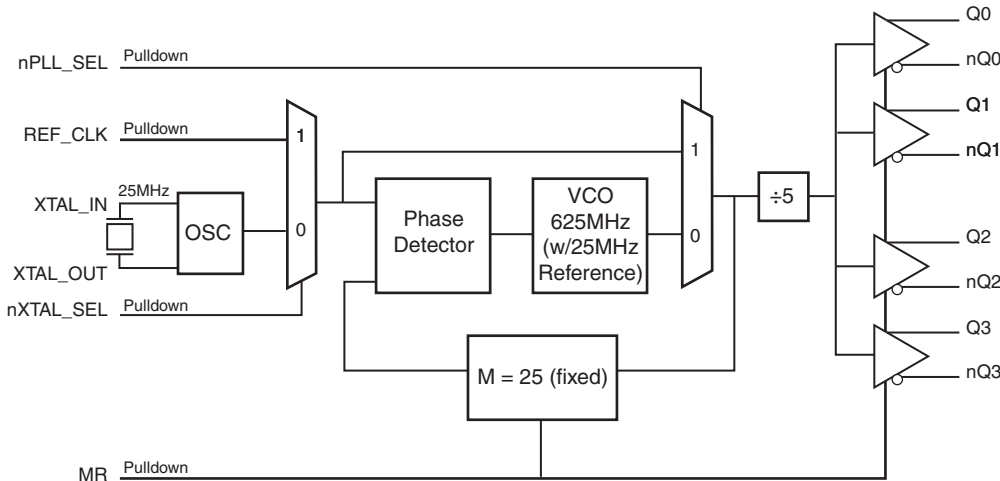 nPLL_SEL Pulldown
REF_CLK Pulldown
XTAL_IN 25MHz
OSC
XTAL_OUT
nXTAL_SEL Pulldown
1
0
Phase
Detector
VCO
625MHz
(w/25MHz
Reference)
1
0
÷5
M = 25 (fixed)
MR Pulldown
Q0
nQ0
Q1
nQ1
Q2
nQ2
Q3
nQ3